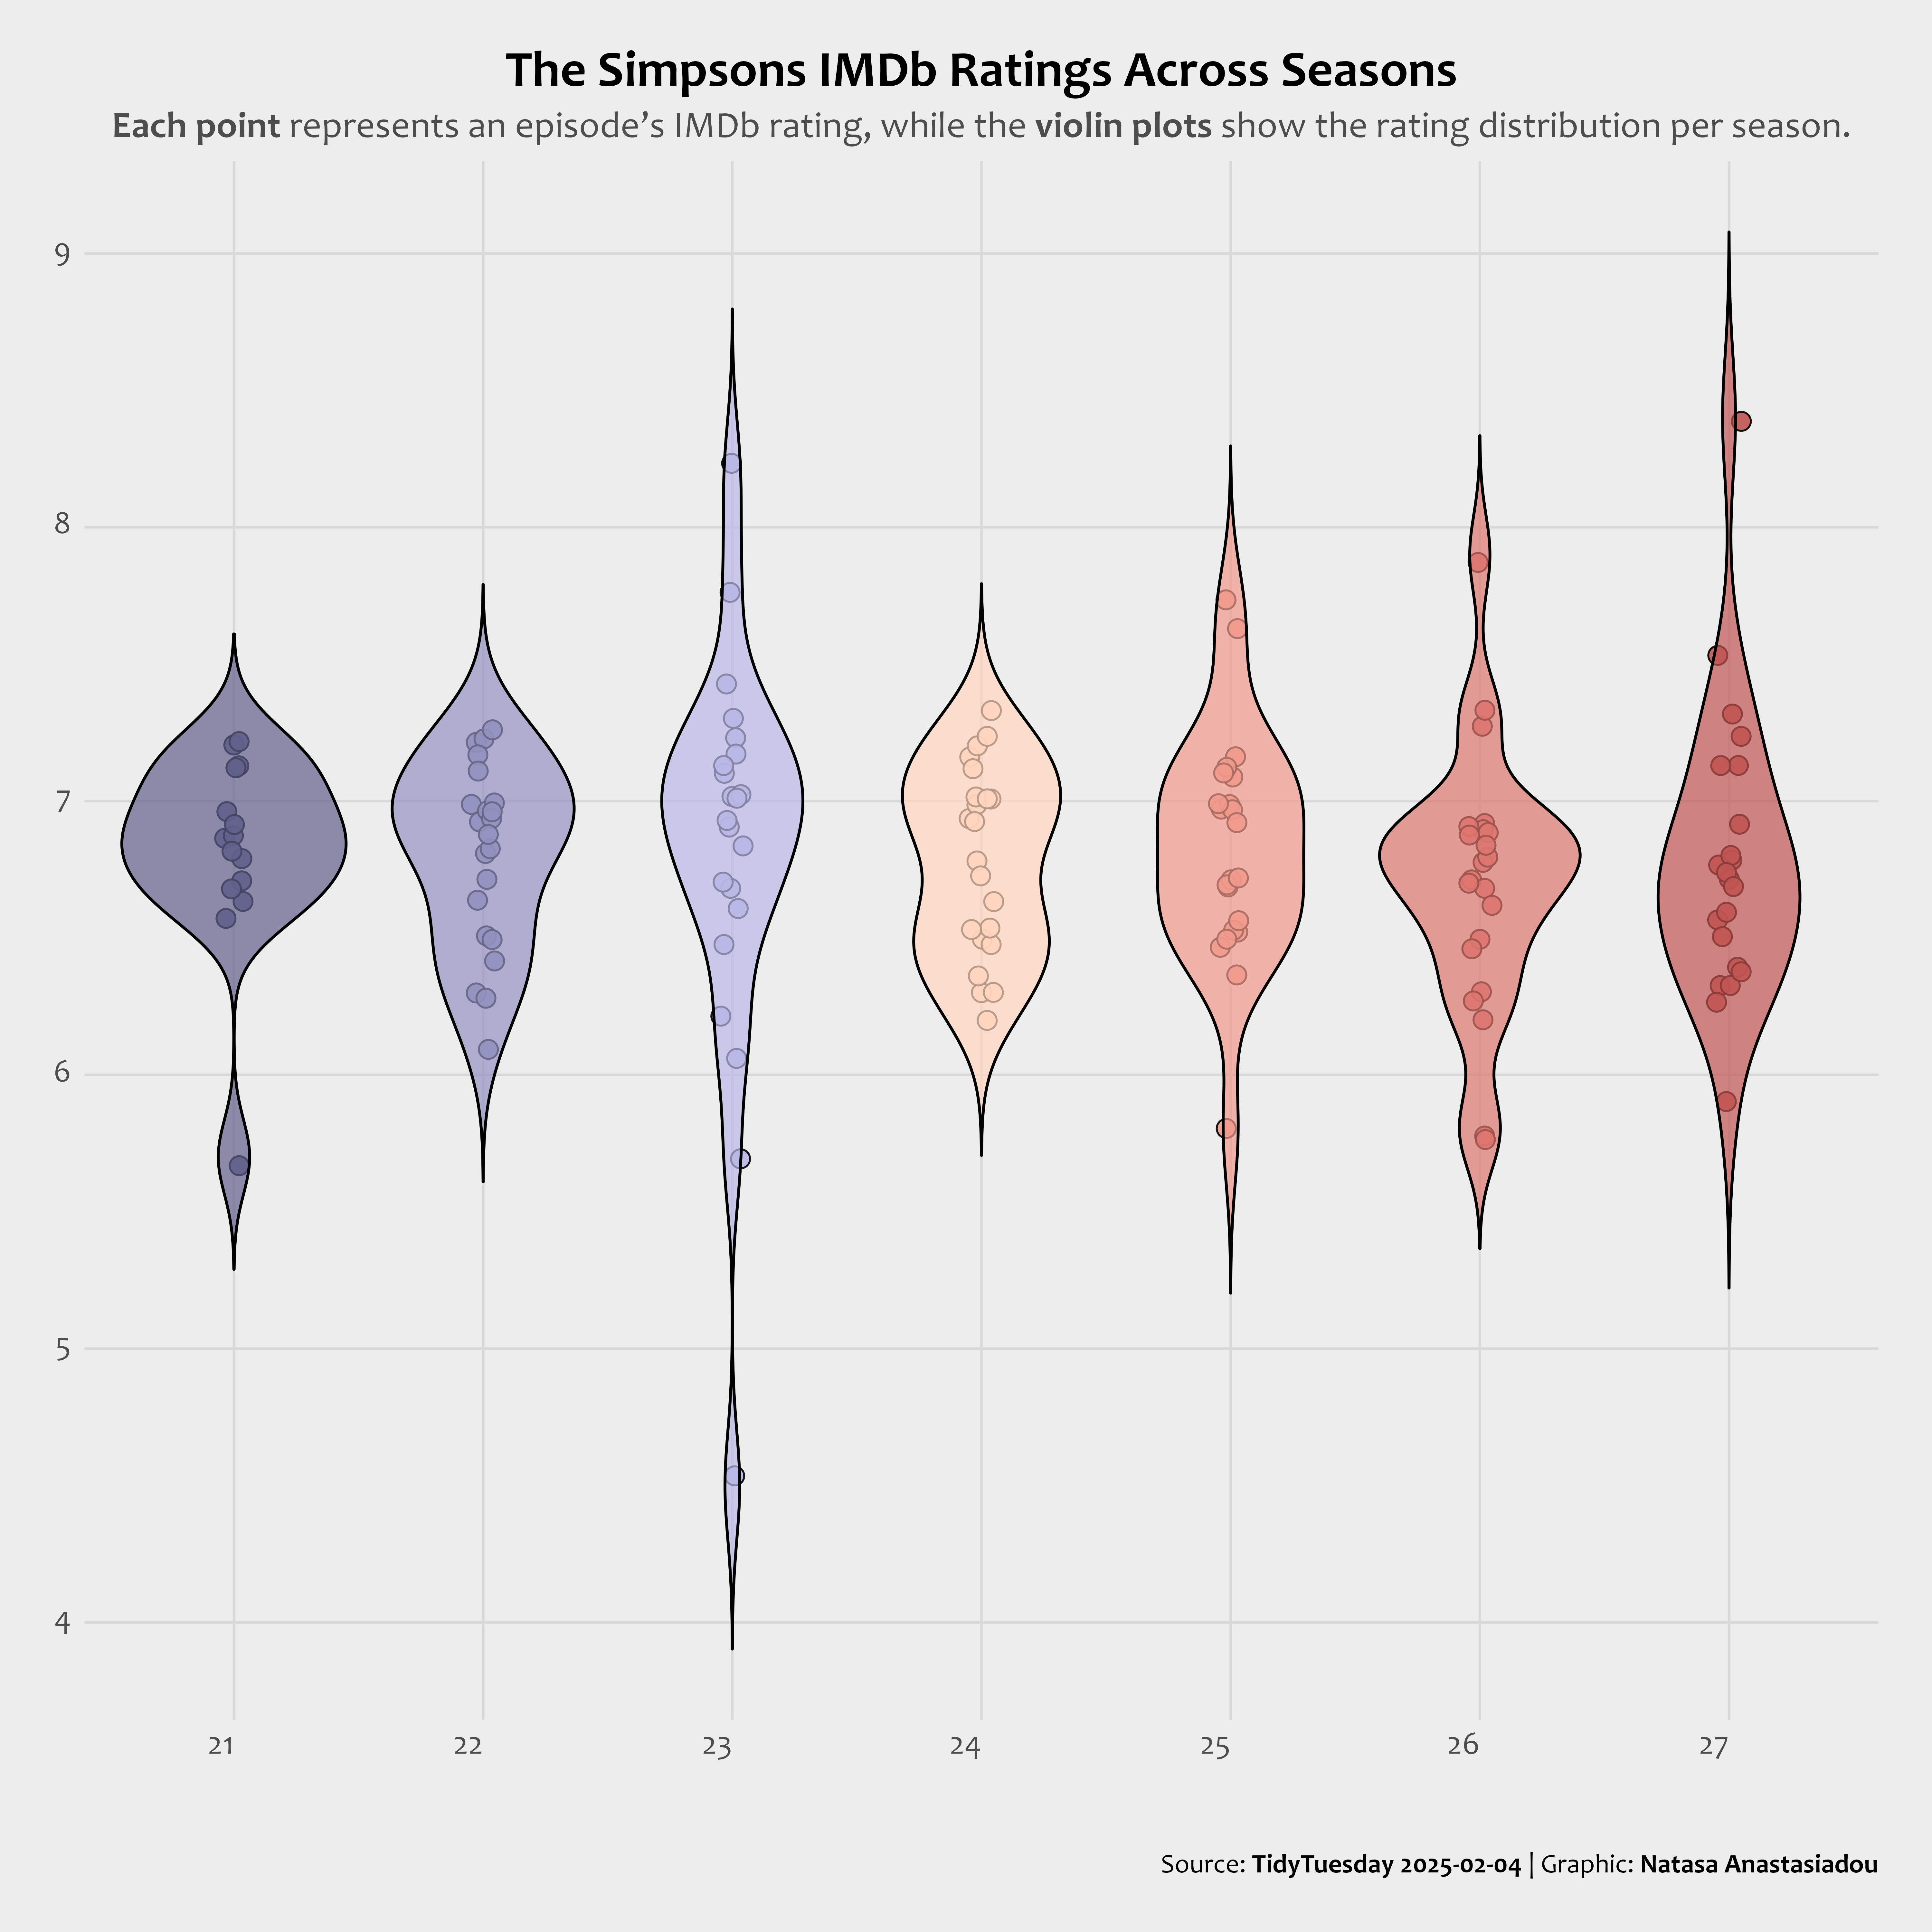 The Simpsons IMDb Ratings Across Seasons
Each point represents an episode’s IMDb rating, while the violin plots show the rating distribution per season.
9
8
7
6
5
4
21 22 23 24 25 26 27
Source: TidyTuesday 2025-02-04 | Graphic: Natasa Anastasiadou